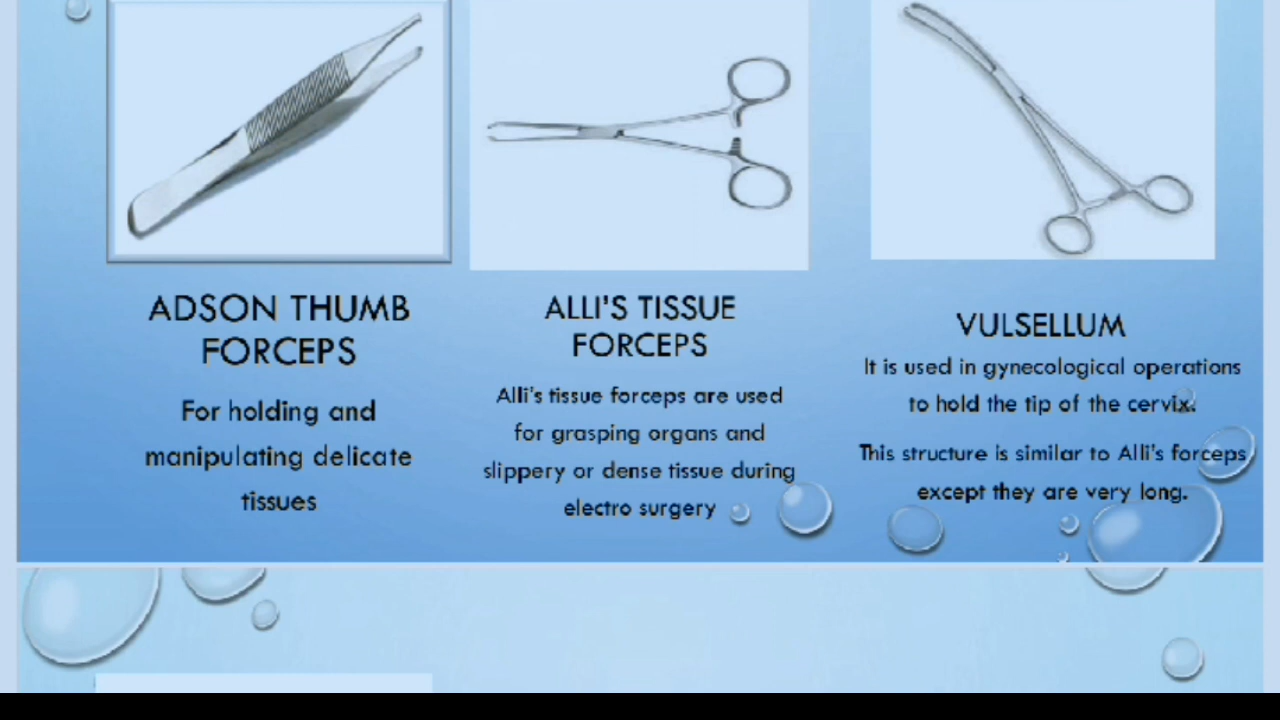 ADSON THUMB
FORCEPS
For holding and
manipulating delicate
tissues
ALLI'S TISSUE
FORCEPS
Alli's tissue forceps are used
for grasping organs and
slippery or dense tissue during
electro surgery
VULSELLUM
It is used in gynecological operations
to hold the tip of the cervix.
This structure is similar to Alli's forceps
except they are very long.